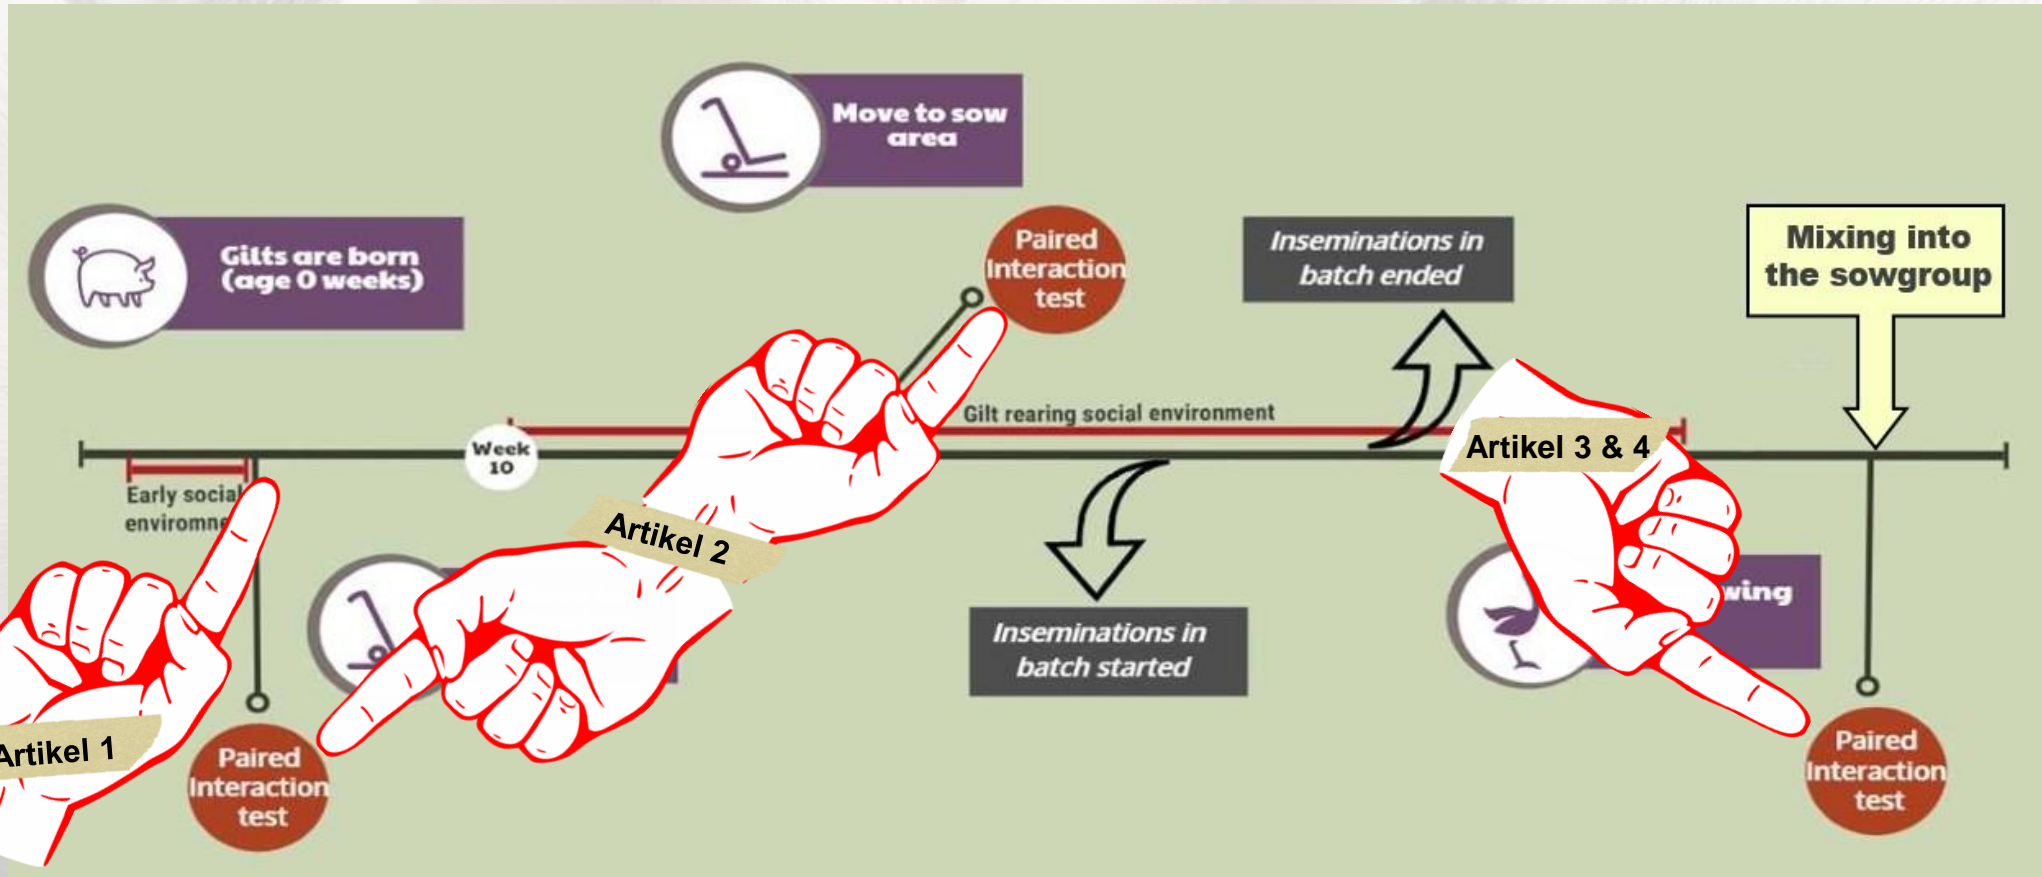 Move to sow
area
Gilts are born
(age 0 weeks)
Paired
Interaction
test
Inseminations in
batch ended
Mixing into
the sowgroup
Gilt rearing social environment
Week
10
Artikel 3 & 4
Early social
Artikel 2
Inseminations in
batch started
Artikel 1
Paired
Interaction
test
Paired
Interaction
test